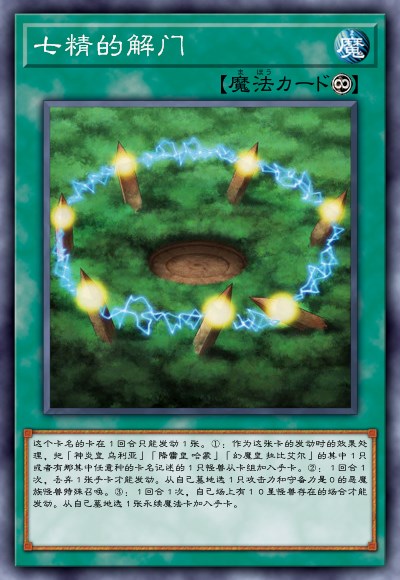 七精的解门
魔
【魔法カード】
まほう
这个卡名的卡在1回合只能发动1张。①:作为这张卡的发动时的效果处
理,把「神炎皇 乌利亚」「降雷皇 哈蒙」「幻魔皇 拉比艾尔」的其中1只
或者有那其中任意种的卡名记述的1只怪兽从卡组加入手卡。②:1回合1
次,丢弃1张手卡才能发动。从自己墓地选1只攻击力和守备力是0的恶魔
族怪兽特殊召唤。③:1回合1次,自己场上有10星怪兽存在的场合才能
发动。从自己墓地选1张永续魔法卡加入手卡。